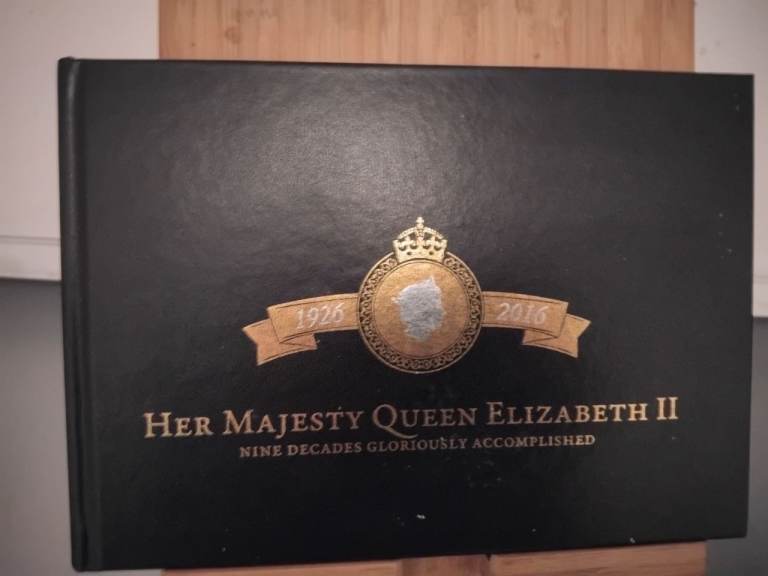 1926 2016
HER MAJESTY QUEEN ELIZABETH II
NINE DECADES GLORIOUSLY ACCOMPLISHED